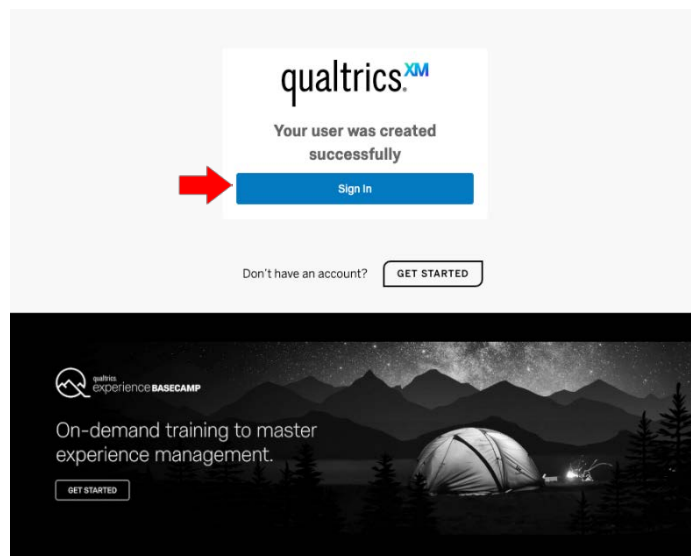 qualtrics.XM
Your user was created
successfully
Sign In
Don't have an account?
GET STARTED
qualtrics
experience BASECAMP
On-demand training to master
experience management.
GET STARTED